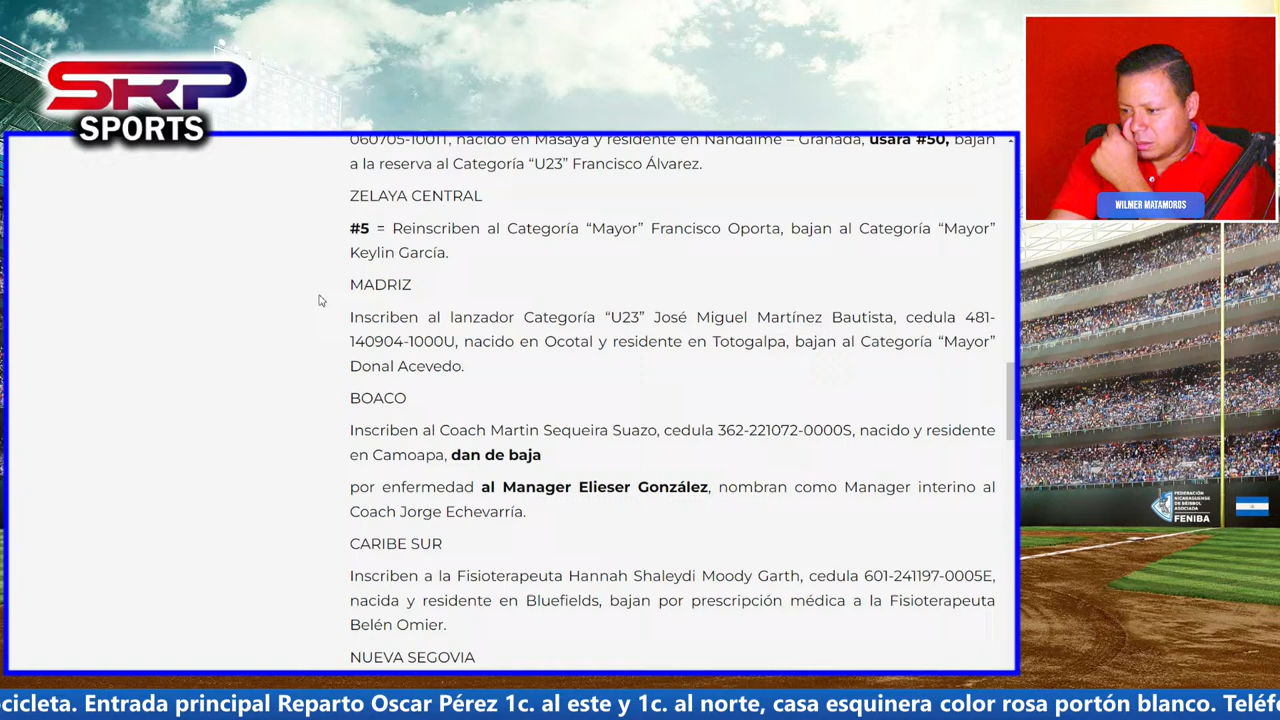 SKP
SPORTS
060705-1001T, nacido en Masaya y residente en Nandaime – Granada, usara #50, bajan
a la reserva al Categoría “U23” Francisco Álvarez.
ZELAYA CENTRAL
#5 = Reinscriben al Categoría “Mayor” Francisco Oporta, bajan al Categoría “Mayor”
Keylin García.
MADRIZ
Inscriben al lanzador Categoría “U23” José Miguel Martínez Bautista, cedula 481-
140904-1000U, nacido en Ocotal y residente en Totogalpa, bajan al Categoría “Mayor”
Donal Acevedo.
BOACO
Inscriben al Coach Martin Sequeira Suazo, cedula 362-221072-0000S, nacido y residente
en Camoapa, dan de baja
por enfermedad al Manager Elieser González, nombran como Manager interino al
Coach Jorge Echevarría.
CARIBE SUR
Inscriben a la Fisioterapeuta Hannah Shaleydi Moody Garth, cedula 601-241197-0005E,
nacida y residente en Bluefields, bajan por prescripción médica a la Fisioterapeuta
Belén Omier.
NUEVA SEGOVIA
WILMER MATAMOROS
FEDERACIÓN
NICARAGUENSE
DE BÉISBOL
ASOCIADA
FENIBA
cicleta. Entrada principal Reparto Oscar Pérez 1c. al este y 1c. al norte, casa esquinera color rosa portón blanco. Teléf